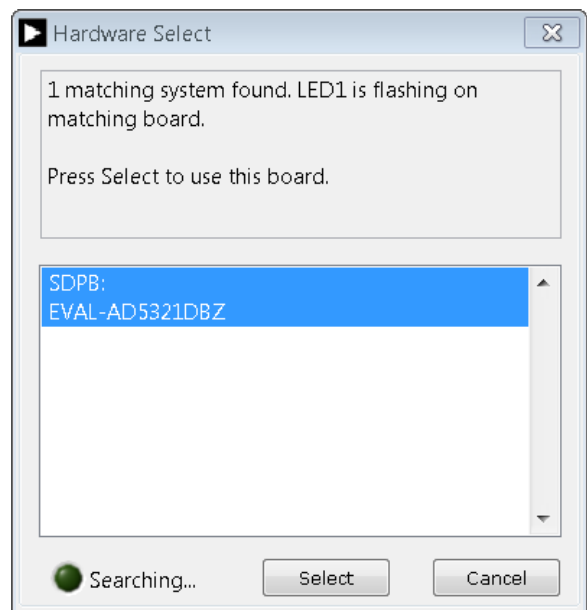 Hardware Select
1 matching system found. LED1 is flashing on
matching board.
Press Select to use this board.
SDPB:
EVAL-AD5321DBZ
Searching...
Select
Cancel